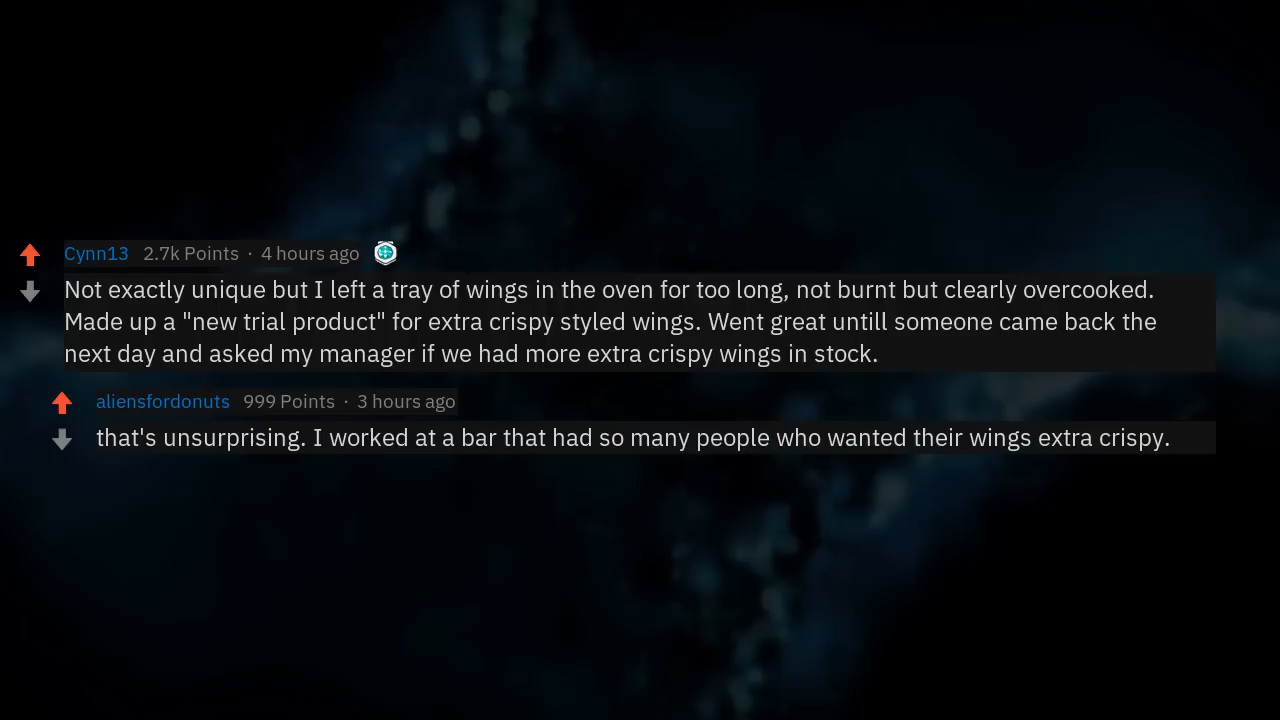 Cynn13 2.7k Points · 4 hours ago
Not exactly unique but I left a tray of wings in the oven for too long, not burnt but clearly overcooked.
Made up a "new trial product" for extra crispy styled wings. Went great untill someone came back the
next day and asked my manager if we had more extra crispy wings in stock.
aliensfordonuts 999 Points · 3 hours ago
that's unsurprising. I worked at a bar that had so many people who wanted their wings extra crispy.